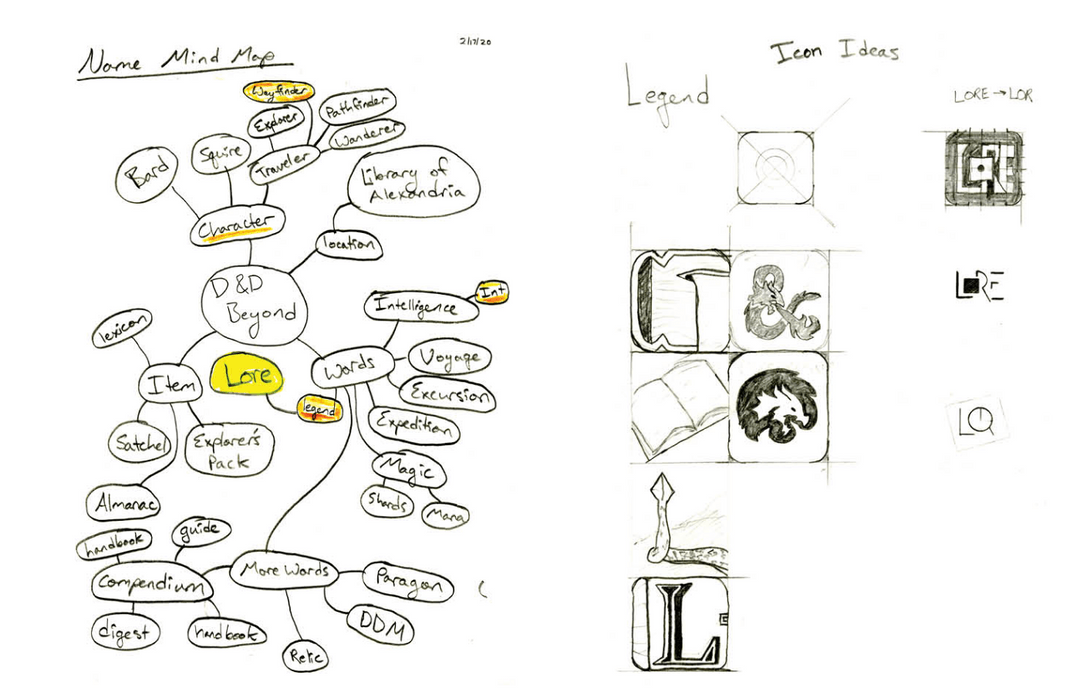 2/17/20
Name Mind Map
Wayfinder
Explorer
Pathfinder
Wanderer
Traveler
Squire
Bard
Character
Library of
Alexandria
location
D&D
Beyond
Intelligence
Int
lexicon
Item
Lore
legend
Words
Voyage
Excursion
Expedition
Satchel
Explorer's
Pack
Magic
Shards
Mana
Almanac
handbook
guide
Compendium
digest
handbook
More Words
Paragon
DDM
Relic
Icon Ideas
Legend
LORE→LOR
LORE
&
LORE
L